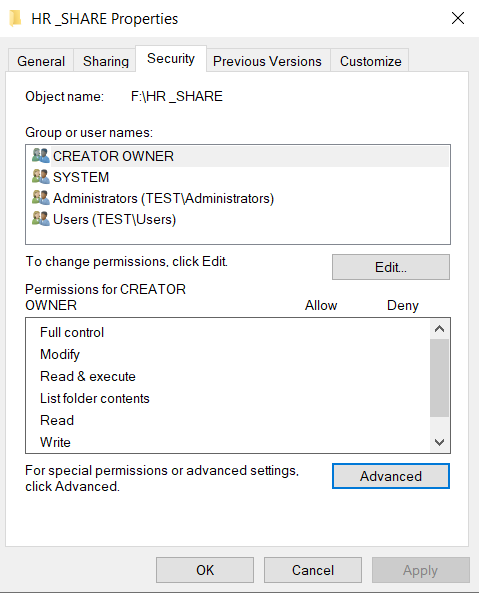 HR _SHARE Properties
General Sharing Security Previous Versions Customize
Object name: F:\HR _SHARE
Group or user names:
CREATOR OWNER
SYSTEM
Administrators (TEST\Administrators)
Users (TEST\Users)
To change permissions, click Edit.
Edit...
Permissions for CREATOR
OWNER Allow Deny
Full control
Modify
Read & execute
List folder contents
Read
Write
For special permissions or advanced settings,
click Advanced.
Advanced
OK Cancel Apply